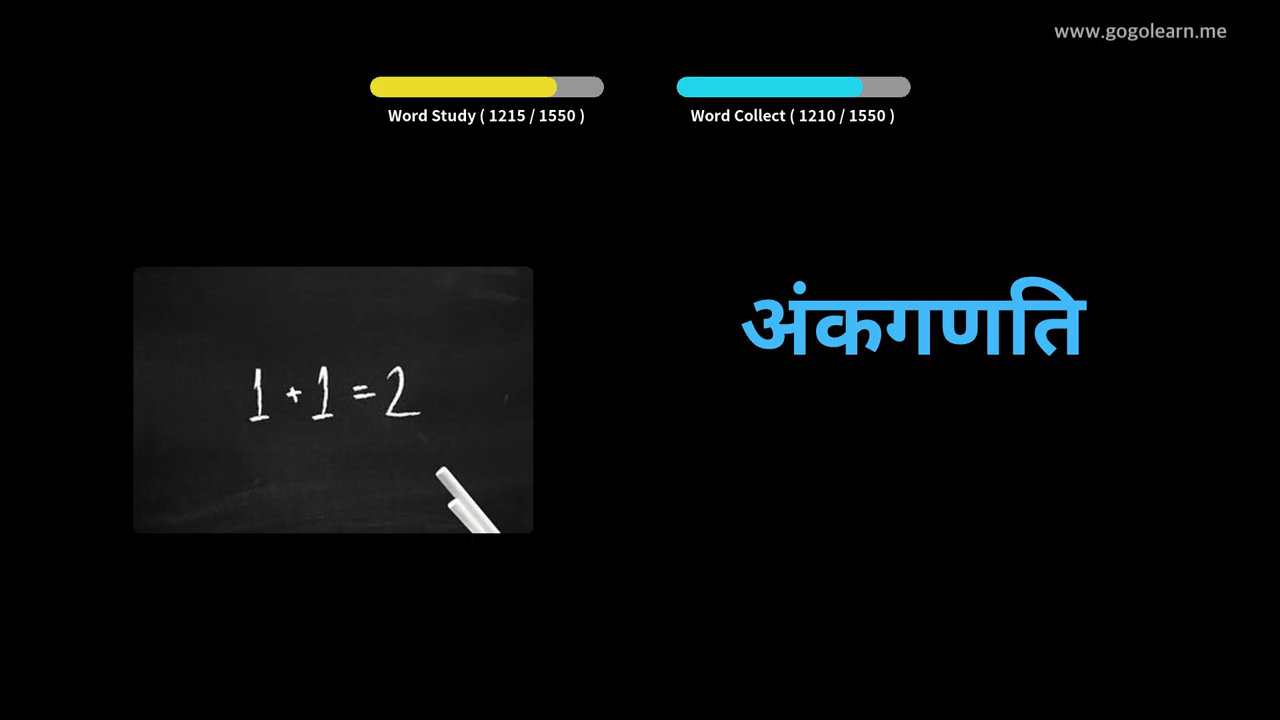 www.gogolearn.me
Word Study ( 1215 / 1550 )
Word Collect ( 1210 / 1550 )
1 + 1 = 2
अंकगणति